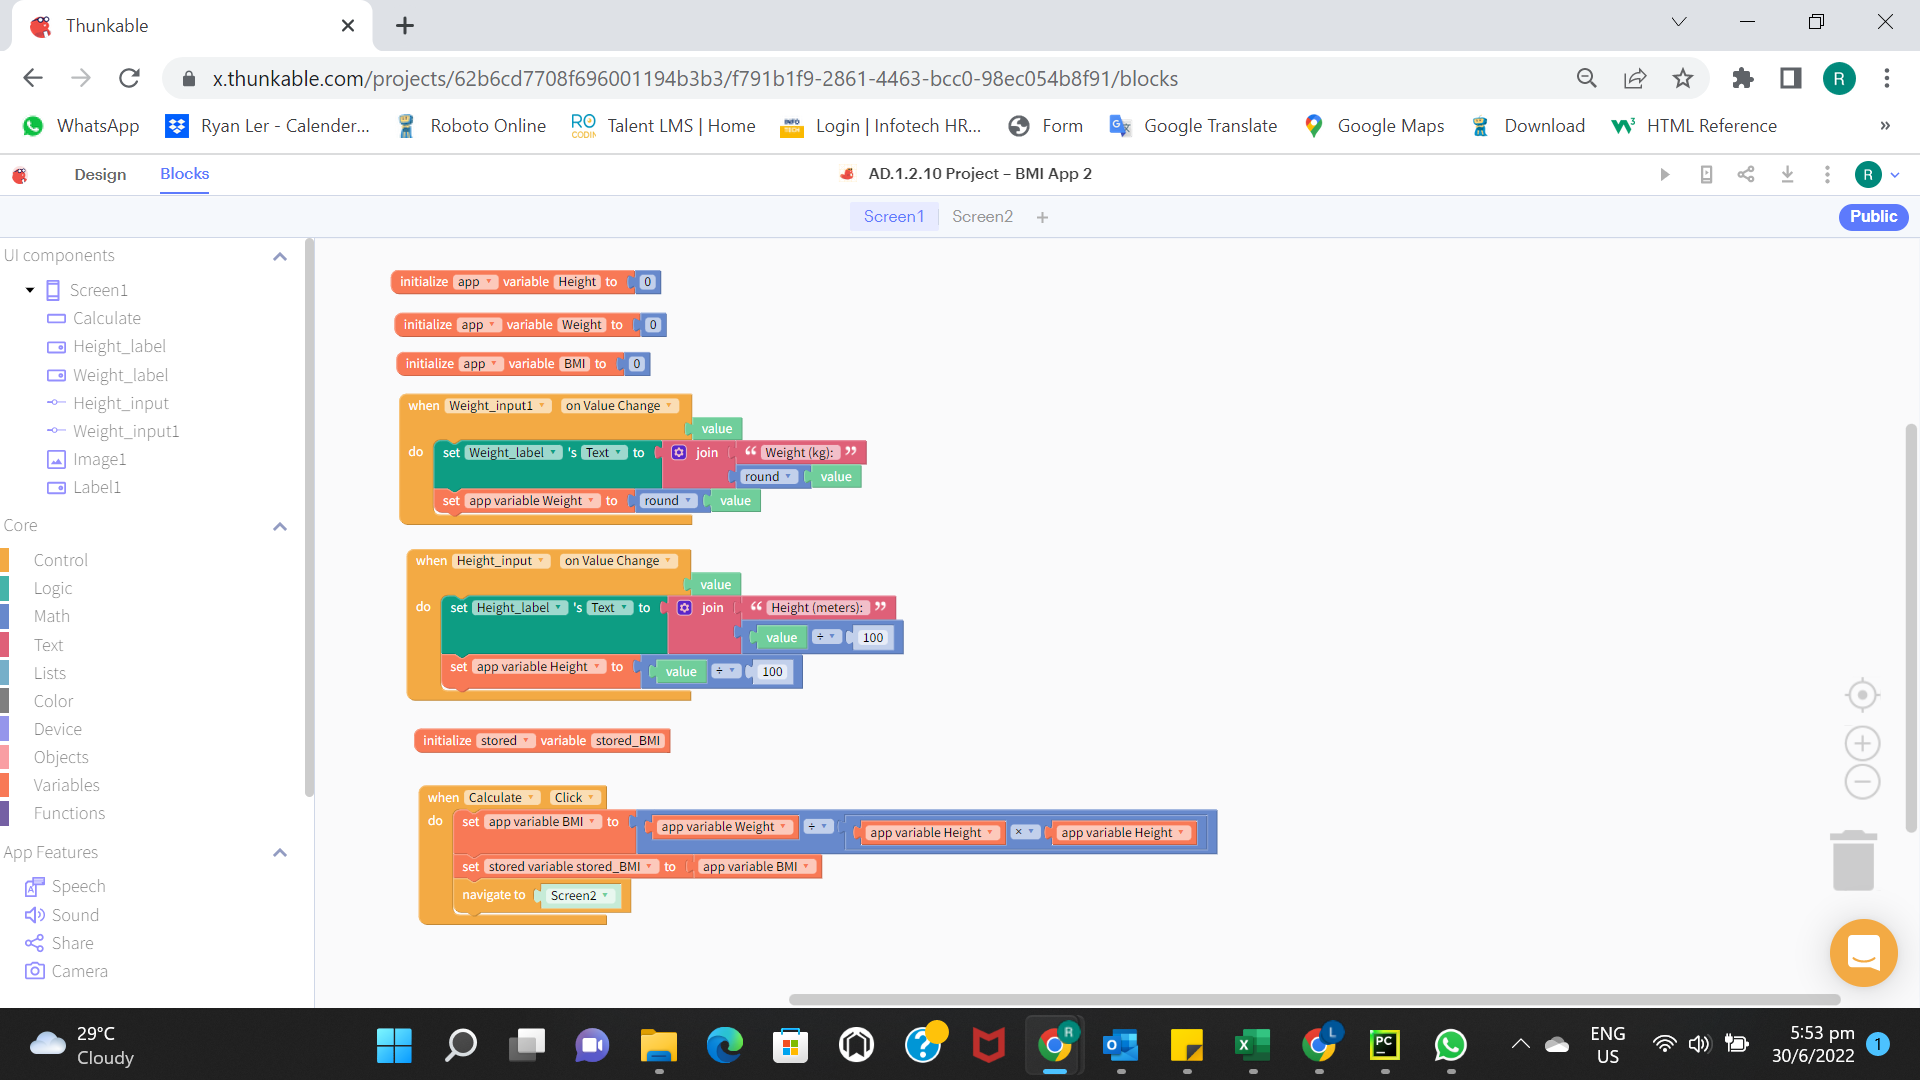 Thunkable
x.thunkable.com/projects/62b6cd7708f696001194b3b3/f791b1f9-2861-4463-bcc0-98ec054b8f91/blocks
R
WhatsApp
Ryan Ler - Calender...
Roboto Online
RO CODIN Talent LMS | Home
INFO TECH Login | Infotech HR...
Form
Google Translate
Google Maps
Download
HTML Reference
»
Design
Blocks
AD.1.2.10 Project – BMI App 2
R
Screen1
Screen2
+
Public
UI components
Screen1
Calculate
Height_label
Weight_label
Height_input
Weight_input1
Image1
Label1
Core
Control
Logic
Math
Text
Lists
Color
Device
Objects
Variables
Functions
App Features
Speech
Sound
Share
Camera
initialize app variable Height to 0
initialize app variable Weight to 0
initialize app variable BMI to 0
when Weight_input1 on Value Change
value
do set Weight_label 's Text to join “ Weight (kg): ”
round value
set app variable Weight to round value
when Height_input on Value Change
value
do set Height_label 's Text to join “ Height (meters): ”
value ÷ 100
set app variable Height to value ÷ 100
initialize stored variable stored_BMI
when Calculate Click
do set app variable BMI to app variable Weight ÷ app variable Height × app variable Height
set stored variable stored_BMI to app variable BMI
navigate to Screen2
29°C
Cloudy
R
L
PC
ENG
US
5:53 pm
30/6/2022
1